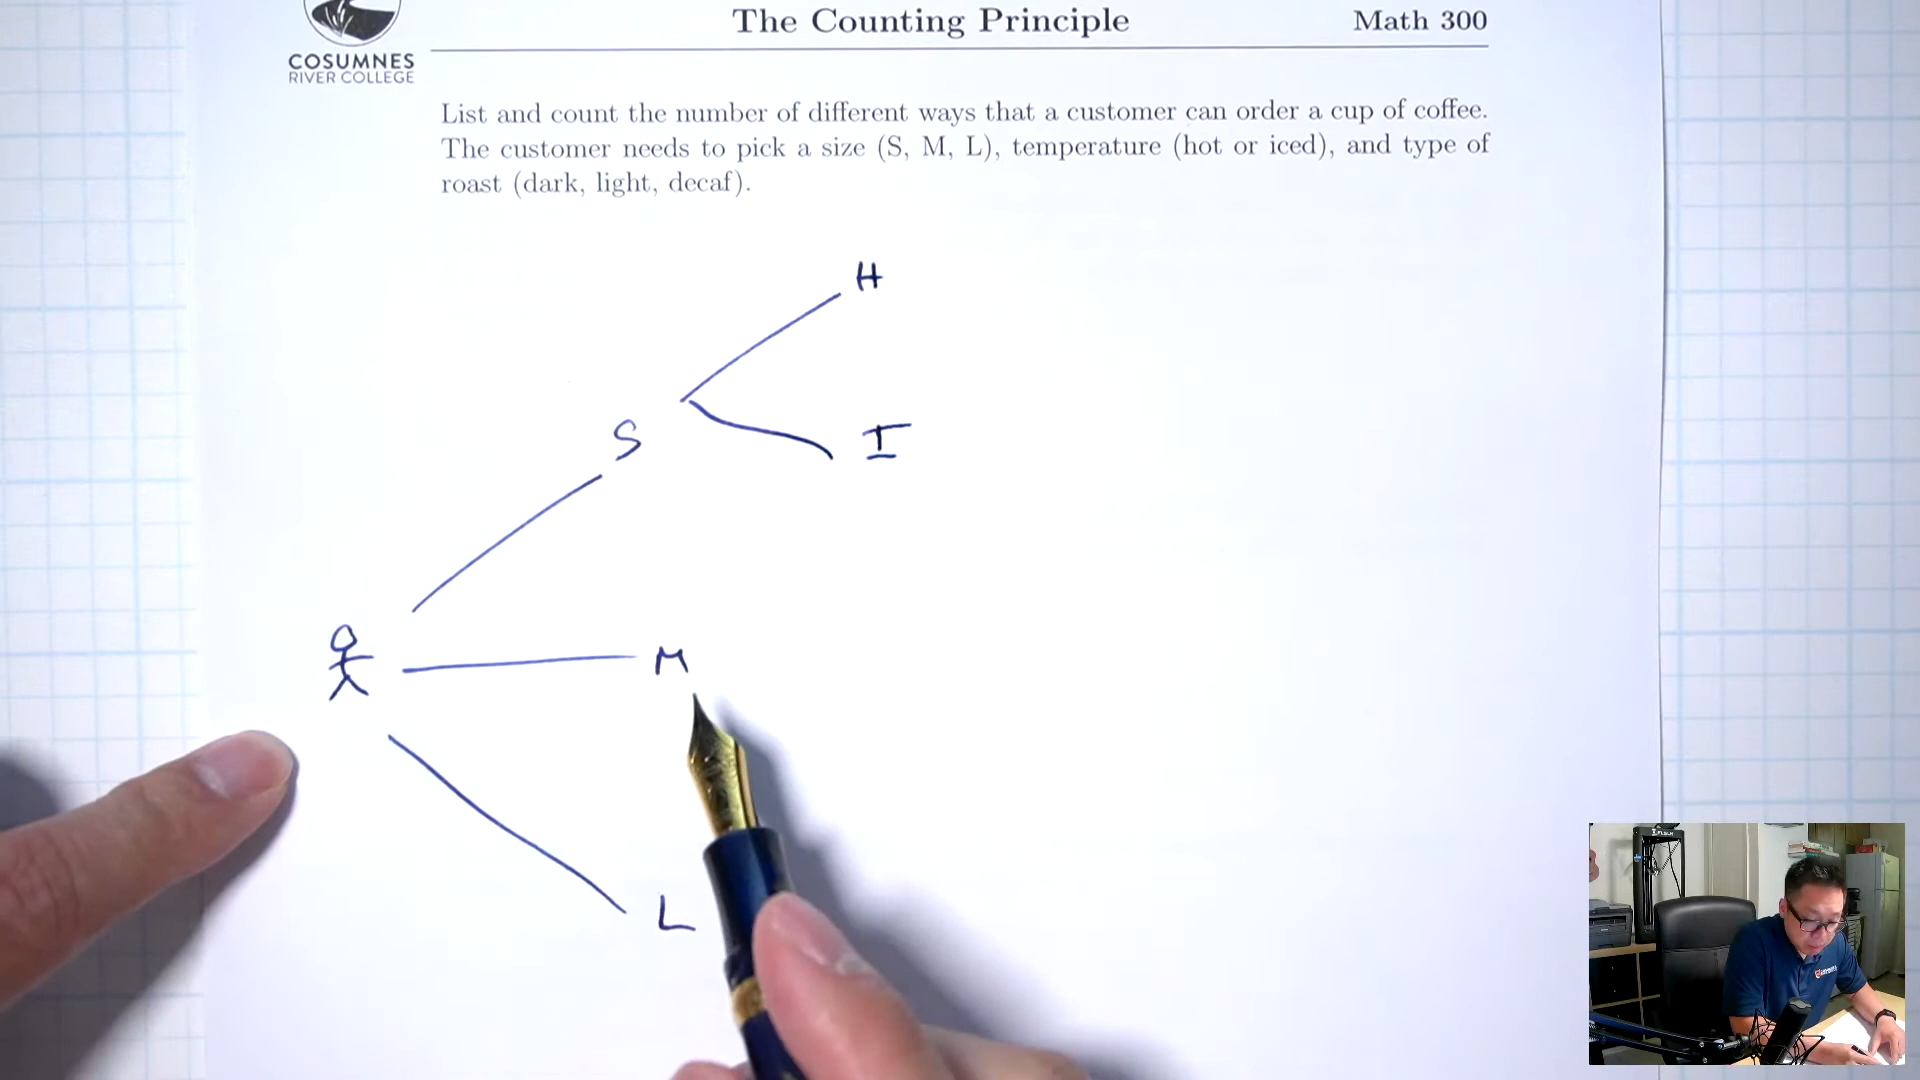 The Counting Principle
Math 300
COSUMNES
RIVER COLLEGE
List and count the number of different ways that a customer can order a cup of coffee.
The customer needs to pick a size (S, M, L), temperature (hot or iced), and type of
roast (dark, light, decaf).
H
S
I
M
L